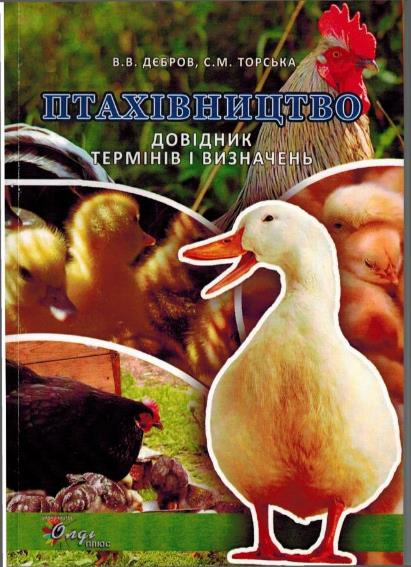 В.В. ДЄБРОВ, С.М. ТОРСЬКА
ПТАХІВНИЦТВО
ДОВІДНИК
ТЕРМІНІВ І ВИЗНАЧЕНЬ
Олді
ПЛЮС